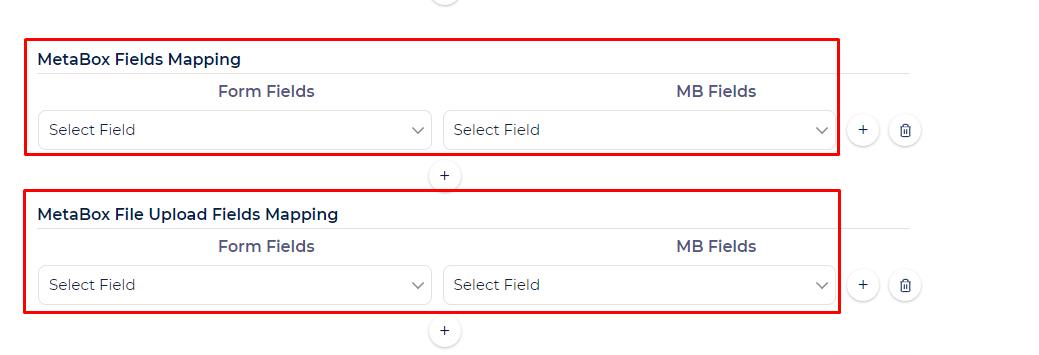 MetaBox Fields Mapping
Form Fields MB Fields
Select Field Select Field + 
+
MetaBox File Upload Fields Mapping
Form Fields MB Fields
Select Field Select Field +
+